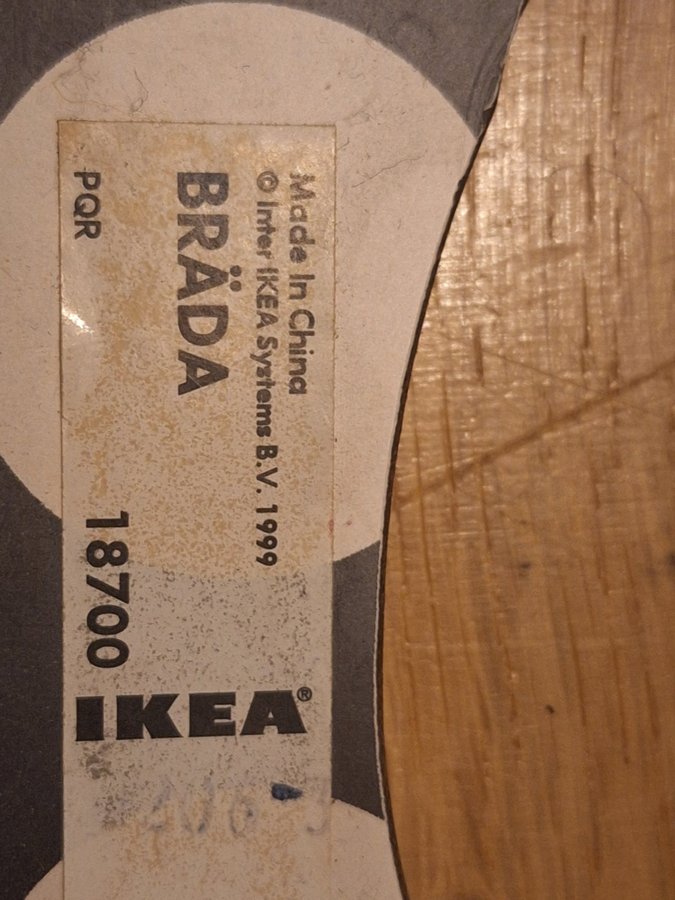 Made In China
© Inter IKEA Systems B.V. 1999
BRÄDA
PQR
18700
IKEA®